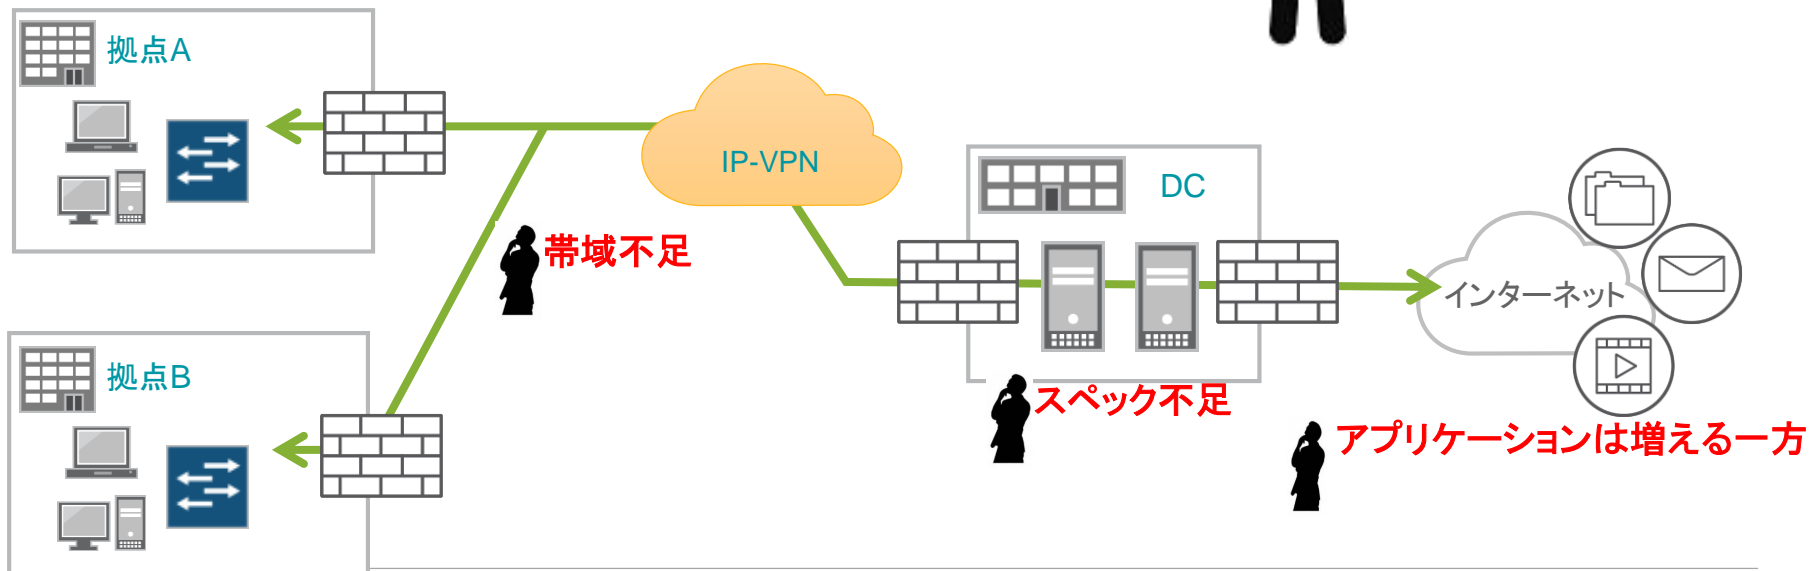 拠点A
IP-VPN
DC
帯域不足
インターネット
拠点B
スペック不足
アプリケーションは増える一方